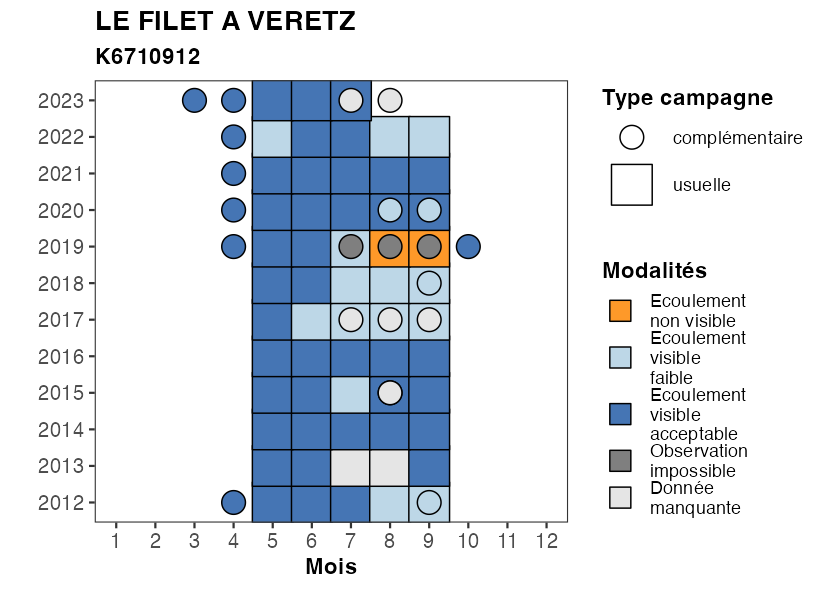 LE FILET A VERETZ
K6710912
2023
2022
2021
2020
2019
2018
2017
2016
2015
2014
2013
2012
1 2 3 4 5 6 7 8 9 10 11 12
Mois
Type campagne
complémentaire
usuelle
Modalités
Ecoulement
non visible
Ecoulement
visible
faible
Ecoulement
visible
acceptable
Observation
impossible
Donnée
manquante